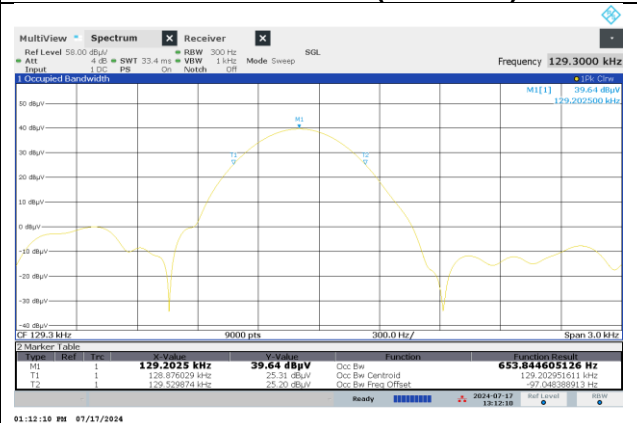 MultiView Spectrum X Receiver X
Ref Level 58.00 dBµV RBW 300 Hz SGL
Att 4 dB SWT 33.4 ms VBW 1 kHz Mode Sweep Frequency 129.3000 kHz
Input 1 DC PS On Notch Off
1 Occupied Bandwidth 1Pk Clrw
M1[1] 39.64 dBµV
129.202500 kHz
50 dBµV
M1
40 dBµV
T1 T2
30 dBµV
20 dBµV
10 dBµV
0 dBµV
-10 dBµV
-20 dBµV
-30 dBµV
-40 dBµV
CF 129.3 kHz 9000 pts 300.0 Hz/ Span 3.0 kHz
2 Marker Table
Type Ref Trc X-Value Y-Value Function Function Result
M1 1 129.2025 kHz 39.64 dBµV Occ Bw 653.844605126 Hz
T1 1 128.876029 kHz 25.31 dBµV Occ Bw Centroid 129.202951611 kHz
T2 1 129.529874 kHz 25.20 dBµV Occ Bw Freq Offset -97.048388913 Hz
Ready 2024-07-17 13:12:10 Ref Level RBW
01:12:10 PM 07/17/2024